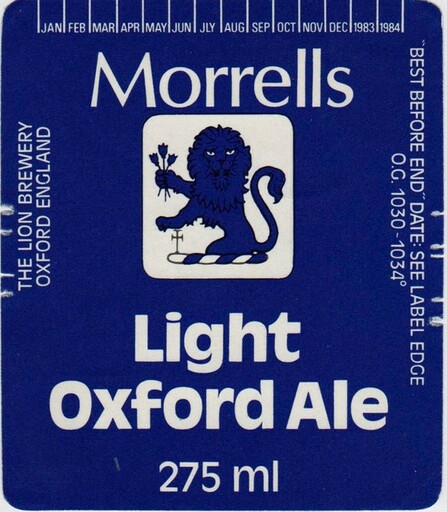 JAN FEB MAR APR MAY JUN JLY AUG SEP OCT NOV DEC 1983 1984
Morrells
THE LION BREWERY
OXFORD ENGLAND
"BEST BEFORE END" DATE: SEE LABEL EDGE
O.G. 1030-1034°
Light
Oxford Ale
275 ml